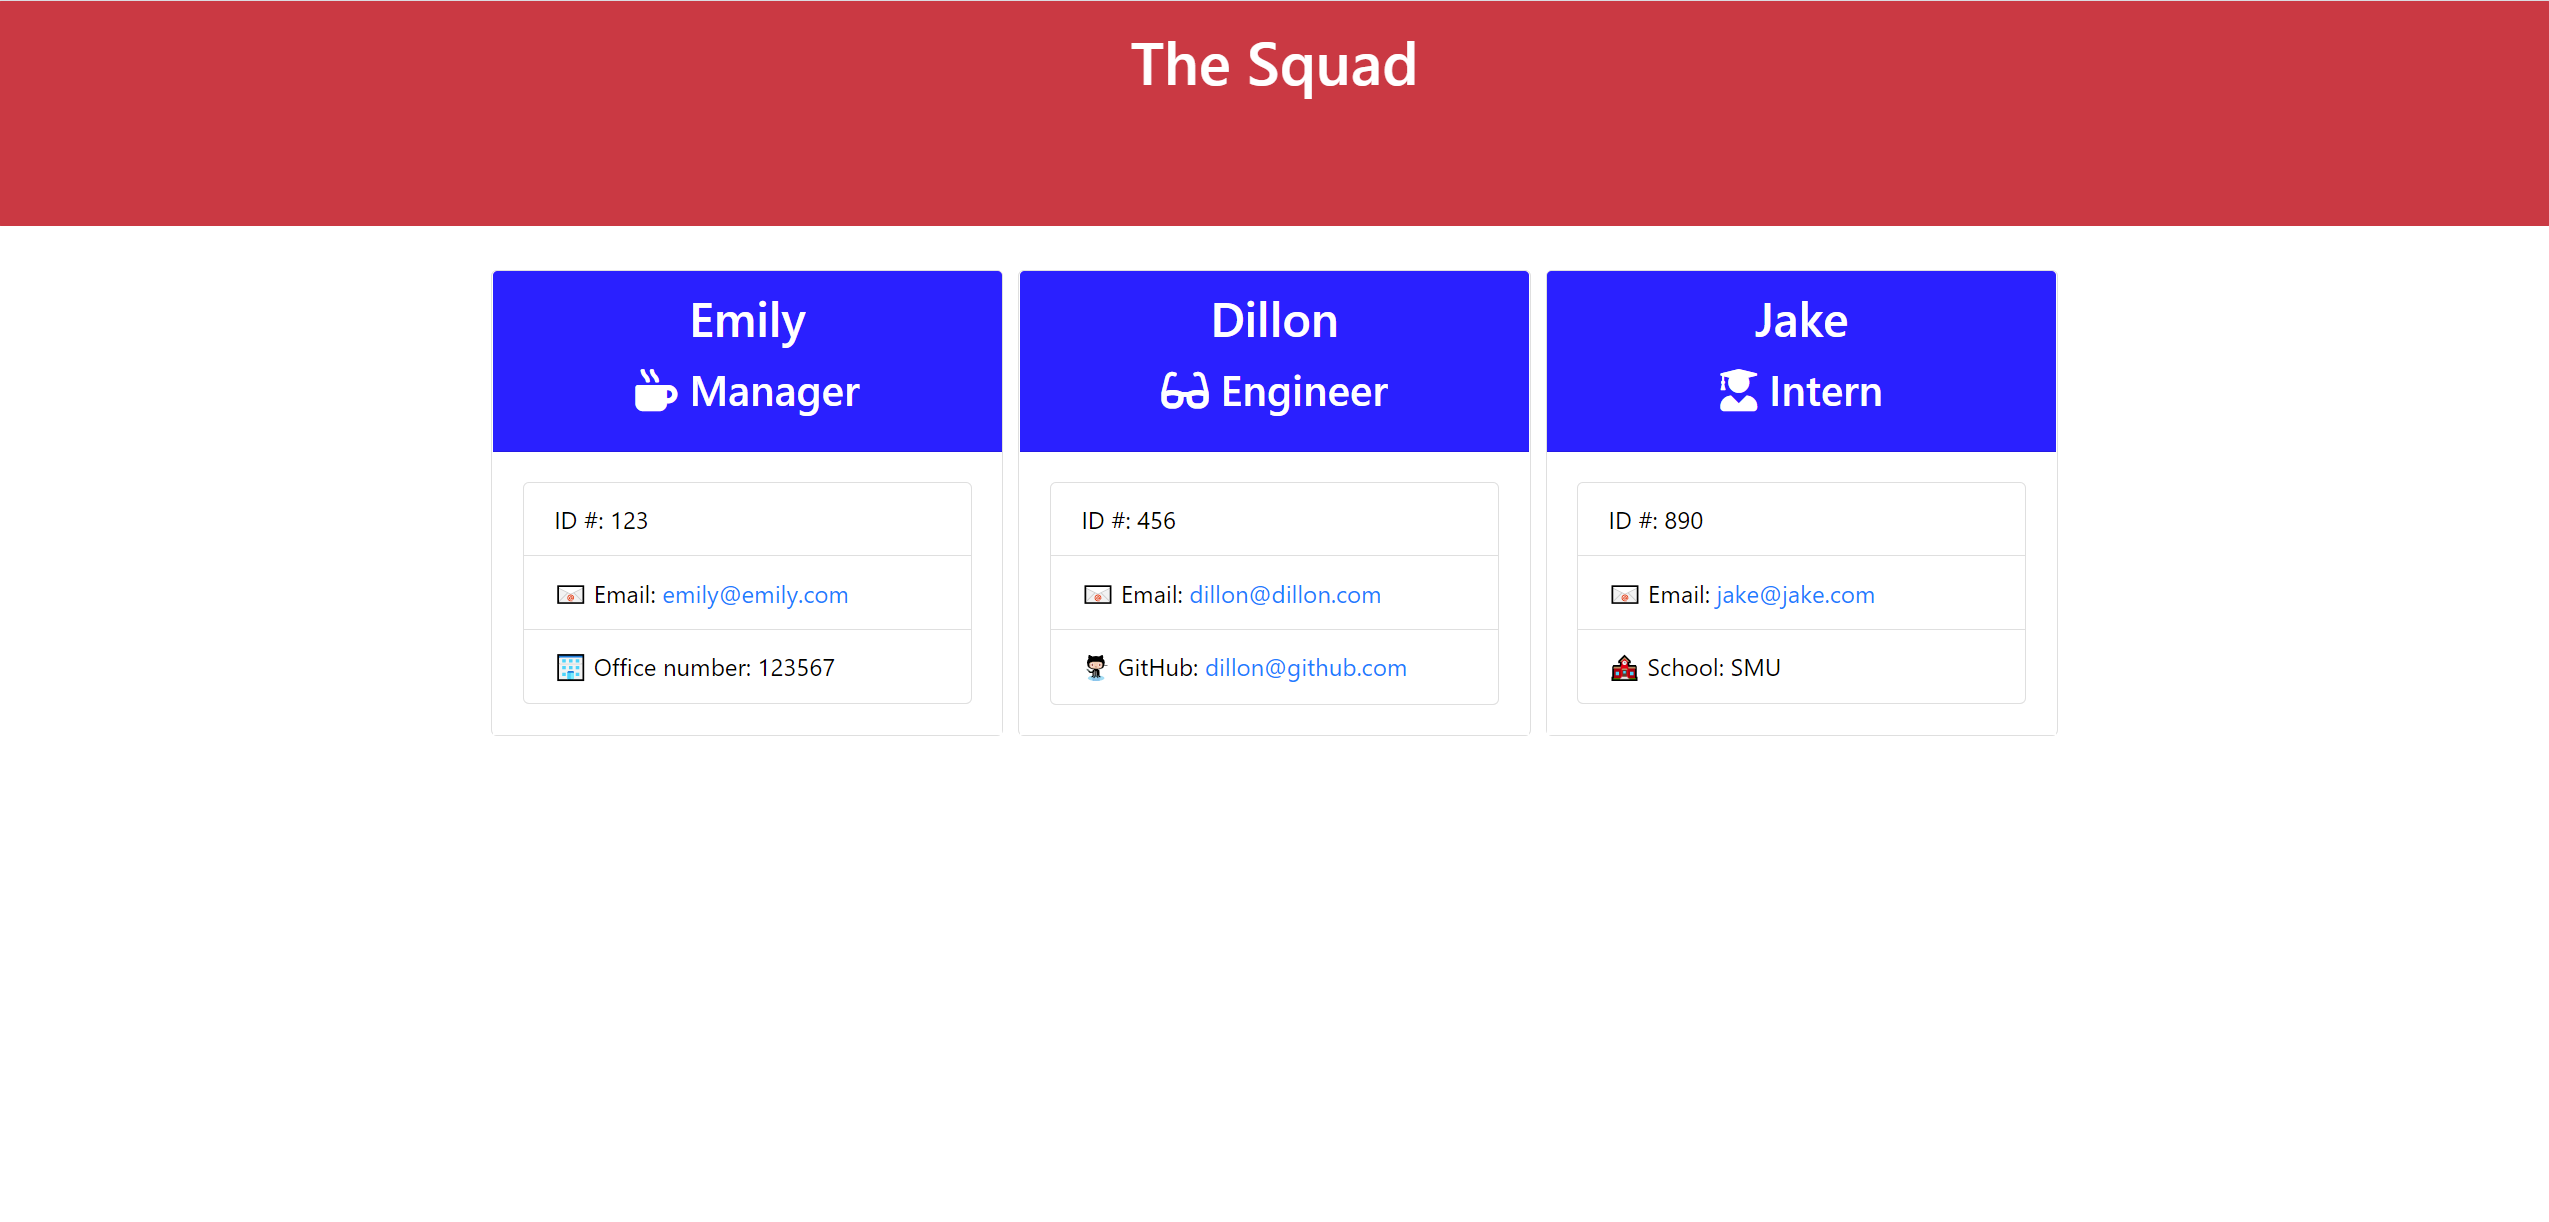 The Squad
Emily
Manager
ID #: 123
Email: emily@emily.com
Office number: 123567
Dillon
Engineer
ID #: 456
Email: dillon@dillon.com
GitHub: dillon@github.com
Jake
Intern
ID #: 890
Email: jake@jake.com
School: SMU